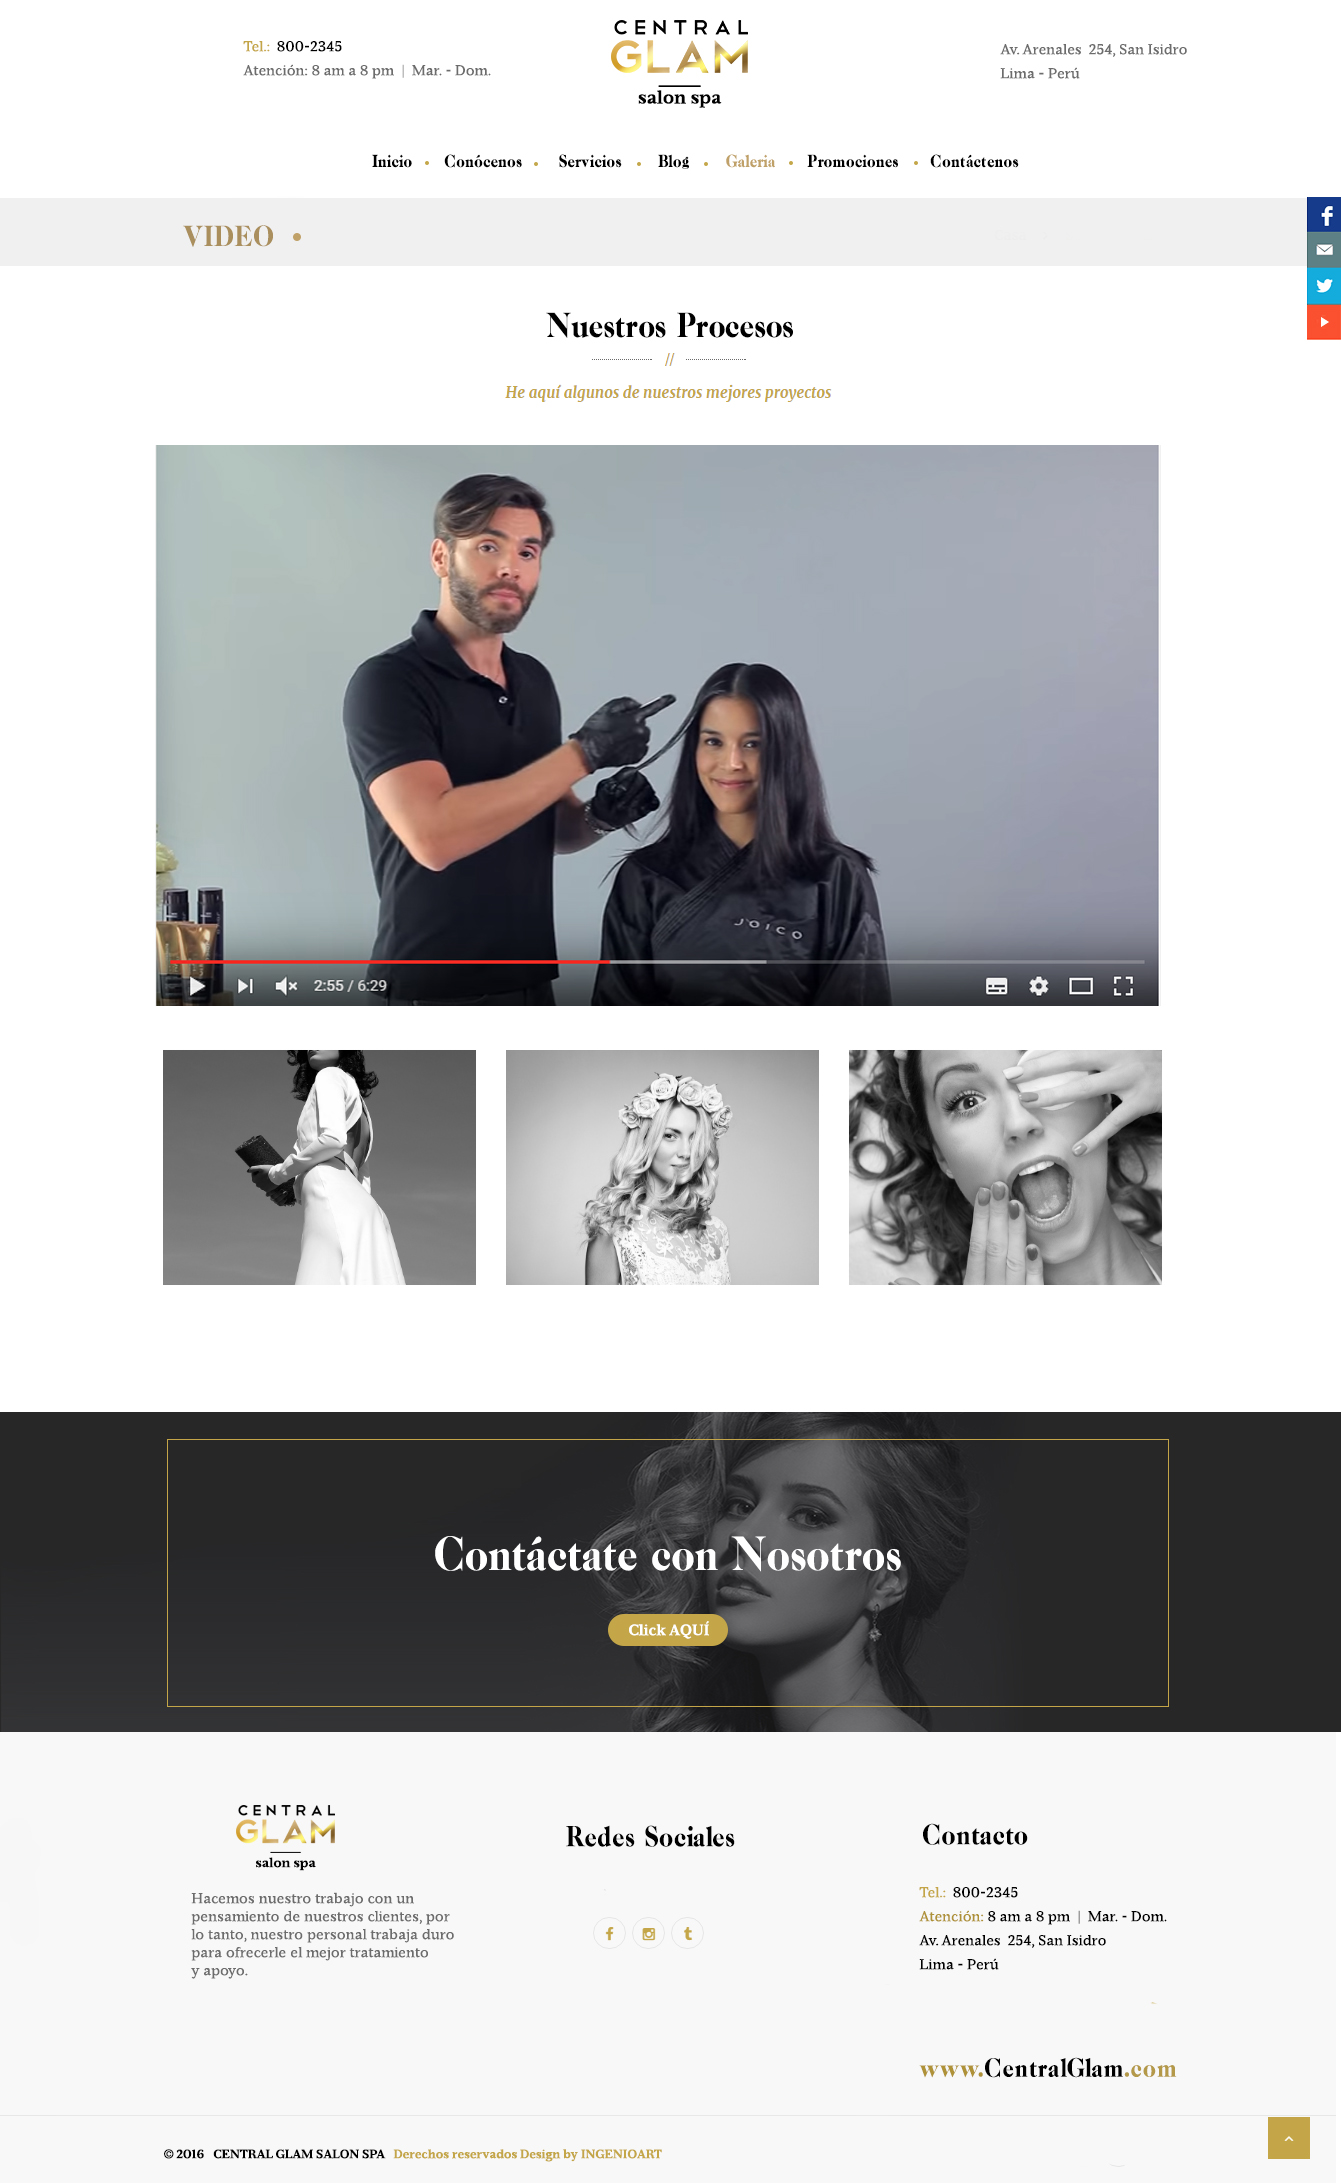 Tel.: 800-2345
Atención: 8 am a 8 pm | Mar. - Dom.
CENTRAL
GLAM
salon spa
Av. Arenales 254, San Isidro
Lima - Perú
Inicio • Conócenos • Servicios • Blog • Galeria • Promociones • Contáctenos
VIDEO •
Nuestros Procesos
//
He aquí algunos de nuestros mejores proyectos
JOICO
2:55 / 6:29
Contáctate con Nosotros
Click AQUÍ
CENTRAL
GLAM
salon spa
Hacemos nuestro trabajo con un
pensamiento de nuestros clientes, por
lo tanto, nuestro personal trabaja duro
para ofrecerle el mejor tratamiento
y apoyo.
Redes Sociales
Contacto
Tel.: 800-2345
Atención: 8 am a 8 pm | Mar. - Dom.
Av. Arenales 254, San Isidro
Lima - Perú
www.CentralGlam.com
© 2016 CENTRAL GLAM SALON SPA Derechos reservados Design by INGENIOART